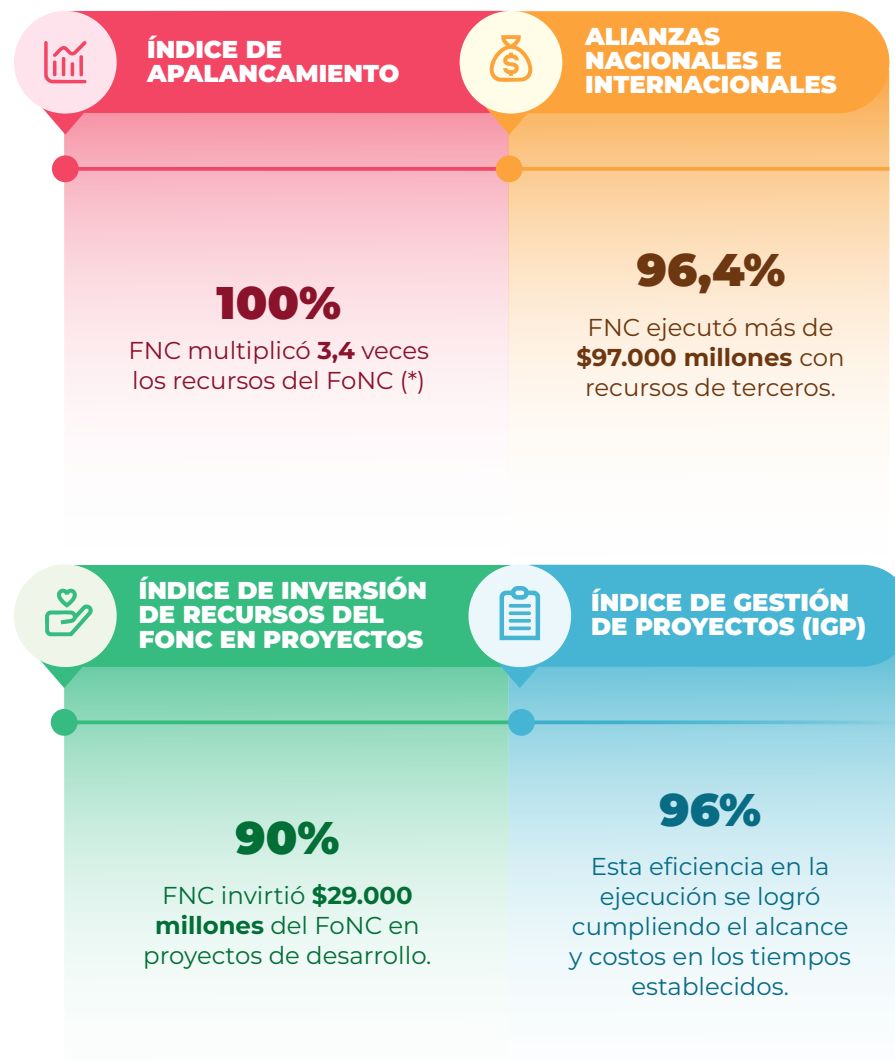 ÍNDICE DE
APALANCAMIENTO
100%
FNC multiplicó 3,4 veces
los recursos del FoNC (*)
ALIANZAS
NACIONALES E
INTERNACIONALES
96,4%
FNC ejecutó más de
$97.000 millones con
recursos de terceros.
ÍNDICE DE INVERSIÓN
DE RECURSOS DEL
FONC EN PROYECTOS
90%
FNC invirtió $29.000
millones del FoNC en
proyectos de desarrollo.
ÍNDICE DE GESTIÓN
DE PROYECTOS (IGP)
96%
Esta eficiencia en la
ejecución se logró
cumpliendo el alcance
y costos en los tiempos
establecidos.